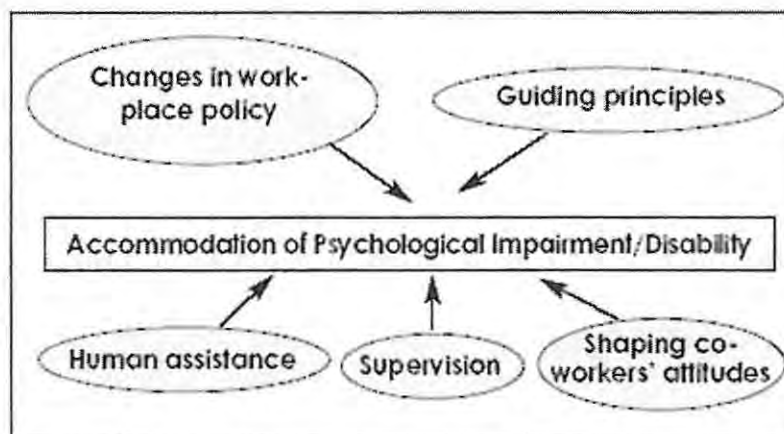 Changes in work-
place policy
Guiding principles
Accommodation of Psychological Impairment/Disability
Human assistance
Supervision
Shaping co-
workers' attitudes